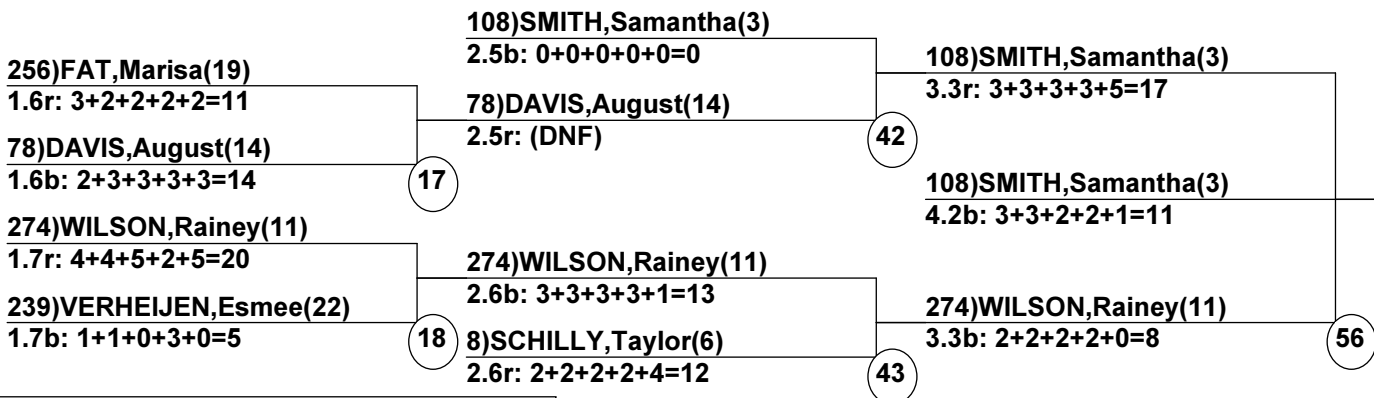 256)FAT,Marisa(19)
1.6r: 3+2+2+2+2=11
78)DAVIS,August(14)
1.6b: 2+3+3+3+3=14
17
274)WILSON,Rainey(11)
1.7r: 4+4+5+2+5=20
239)VERHEIJEN,Esmee(22)
1.7b: 1+1+0+3+0=5
18
108)SMITH,Samantha(3)
2.5b: 0+0+0+0+0=0
78)DAVIS,August(14)
2.5r: (DNF)
42
274)WILSON,Rainey(11)
2.6b: 3+3+3+3+1=13
8)SCHILLY,Taylor(6)
2.6r: 2+2+2+2+4=12
43
108)SMITH,Samantha(3)
3.3r: 3+3+3+3+5=17
108)SMITH,Samantha(3)
4.2b: 3+3+2+2+1=11
274)WILSON,Rainey(11)
3.3b: 2+2+2+2+0=8
56